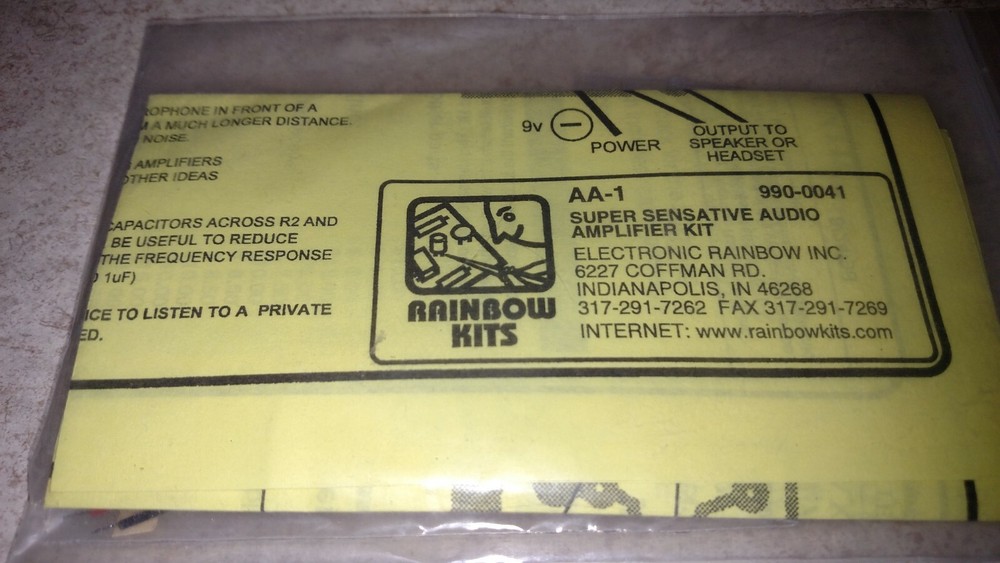 ROPHONE IN FRONT OF A
A MUCH LONGER DISTANCE.
NOISE.
AMPLIFIERS
OTHER IDEAS
CAPACITORS ACROSS R2 AND
BE USEFUL TO REDUCE
THE FREQUENCY RESPONSE
1uF)
ICE TO LISTEN TO A PRIVATE
ED.
9v
POWER
OUTPUT TO
SPEAKER OR
HEADSET
RAINBOW
KITS
AA-1 990-0041
SUPER SENSATIVE AUDIO
AMPLIFIER KIT
ELECTRONIC RAINBOW INC.
6227 COFFMAN RD.
INDIANAPOLIS, IN 46268
317-291-7262 FAX 317-291-7269
INTERNET: www.rainbowkits.com